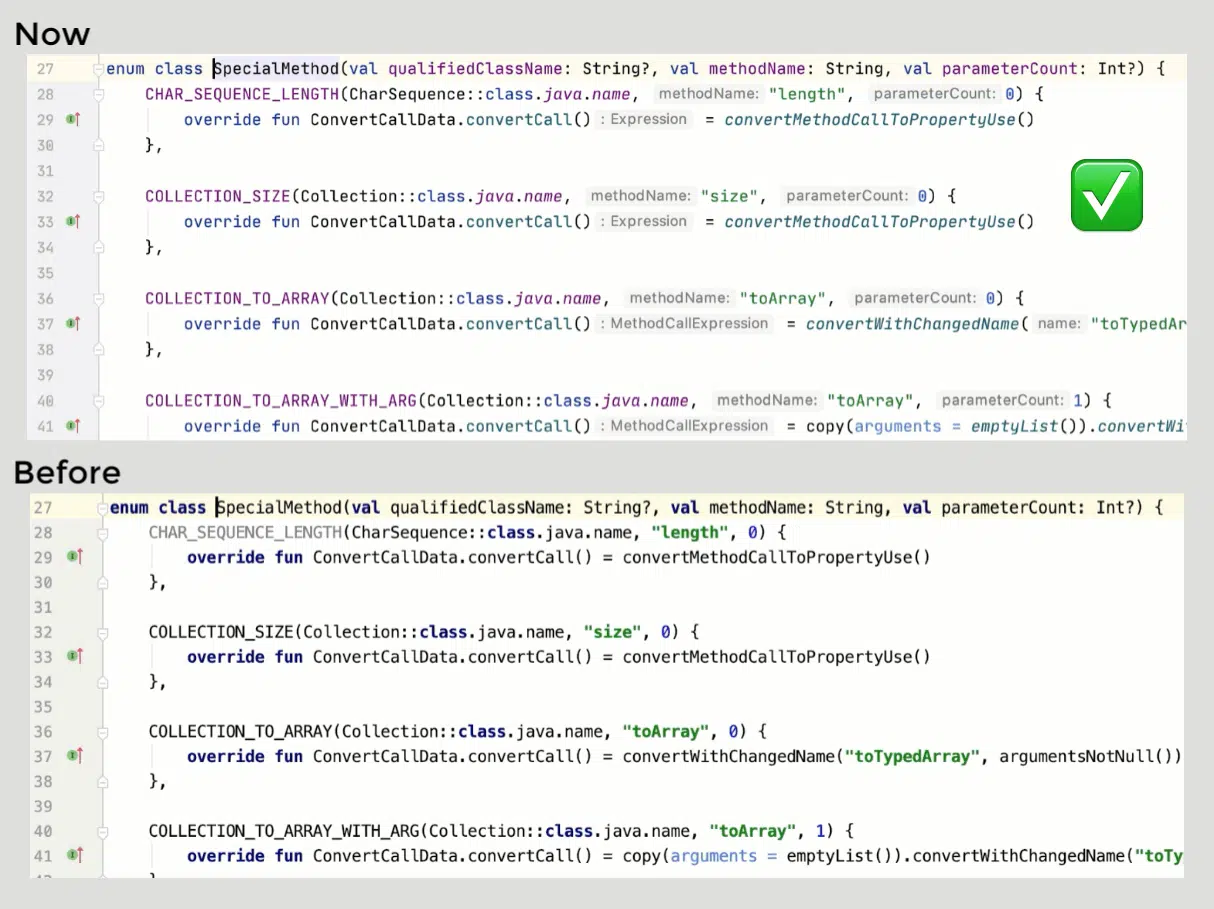 Now
27 enum class SpecialMethod(val qualifiedClassName: String?, val methodName: String, val parameterCount: Int?) {
28 CHAR_SEQUENCE_LENGTH(CharSequence::class.java.name, methodName: "length", parameterCount: 0) {
29 override fun ConvertCallData.convertCall() : Expression = convertMethodCallToPropertyUse()
30 },
31
32 COLLECTION_SIZE(Collection::class.java.name, methodName: "size", parameterCount: 0) {
33 override fun ConvertCallData.convertCall() : Expression = convertMethodCallToPropertyUse()
34 },
35
36 COLLECTION_TO_ARRAY(Collection::class.java.name, methodName: "toArray", parameterCount: 0) {
37 override fun ConvertCallData.convertCall() : MethodCallExpression = convertWithChangedName( name: "toTypedAr
38 },
39
40 COLLECTION_TO_ARRAY_WITH_ARG(Collection::class.java.name, methodName: "toArray", parameterCount: 1) {
41 override fun ConvertCallData.convertCall() : MethodCallExpression = copy(arguments = emptyList()).convertWi
Before
27 enum class SpecialMethod(val qualifiedClassName: String?, val methodName: String, val parameterCount: Int?) {
28 CHAR_SEQUENCE_LENGTH(CharSequence::class.java.name, "length", 0) {
29 override fun ConvertCallData.convertCall() = convertMethodCallToPropertyUse()
30 },
31
32 COLLECTION_SIZE(Collection::class.java.name, "size", 0) {
33 override fun ConvertCallData.convertCall() = convertMethodCallToPropertyUse()
34 },
35
36 COLLECTION_TO_ARRAY(Collection::class.java.name, "toArray", 0) {
37 override fun ConvertCallData.convertCall() = convertWithChangedName("toTypedArray", argumentsNotNull())
38 },
39
40 COLLECTION_TO_ARRAY_WITH_ARG(Collection::class.java.name, "toArray", 1) {
41 override fun ConvertCallData.convertCall() = copy(arguments = emptyList()).convertWithChangedName("toTy